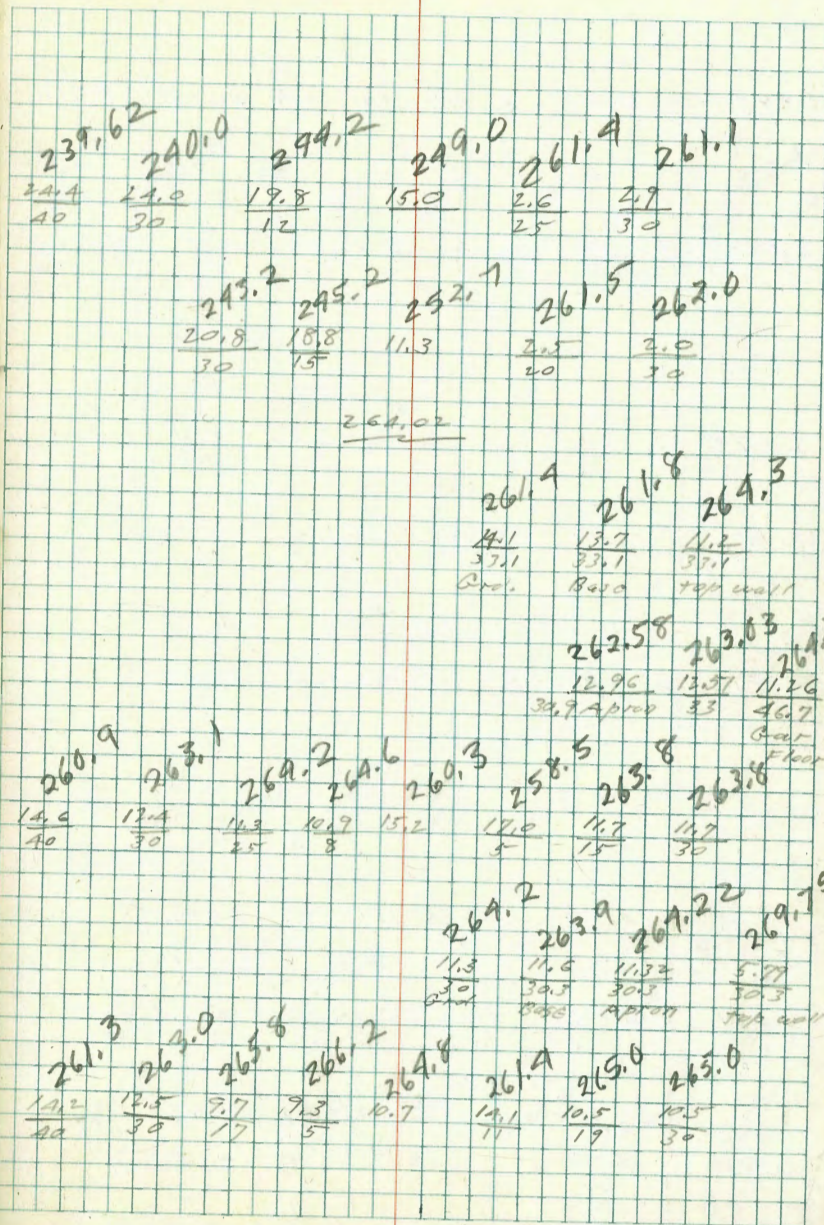 239.62 240.0 244.2 249.0 261.4 261.1
24.4 24.0 19.8 15.0 2.6 2.9
40 30 12 25 30
243.2 245.2 252.7 261.5 262.0
20.8 18.8 11.3 2.5 2.0
30 15 20 30
264.02
261.4 261.8 264.3
14.1 13.7 11.2
33.1 33.1 33.1
Grd. Base top wall
262.58 263.03
12.96 12.51 11.26
30.9 Apron 33 46.7
Gar
Floor
260.9 263.1 264.2 264.6 260.3 258.5 263.8 263.8
14.6 12.4 11.3 10.9 15.2 17.0 11.7 11.7
40 30 25 8 5 15 30
264.2 263.9 264.22
11.3 11.6 11.32 5.79
30 30.3 30.3 30.3
Grd Base Apron top wall
261.3 263.0 265.8 266.2 264.8 261.4 265.0 265.0
14.2 12.5 9.7 9.3 10.7 14.1 10.5 10.5
40 30 17 5 11 19 30